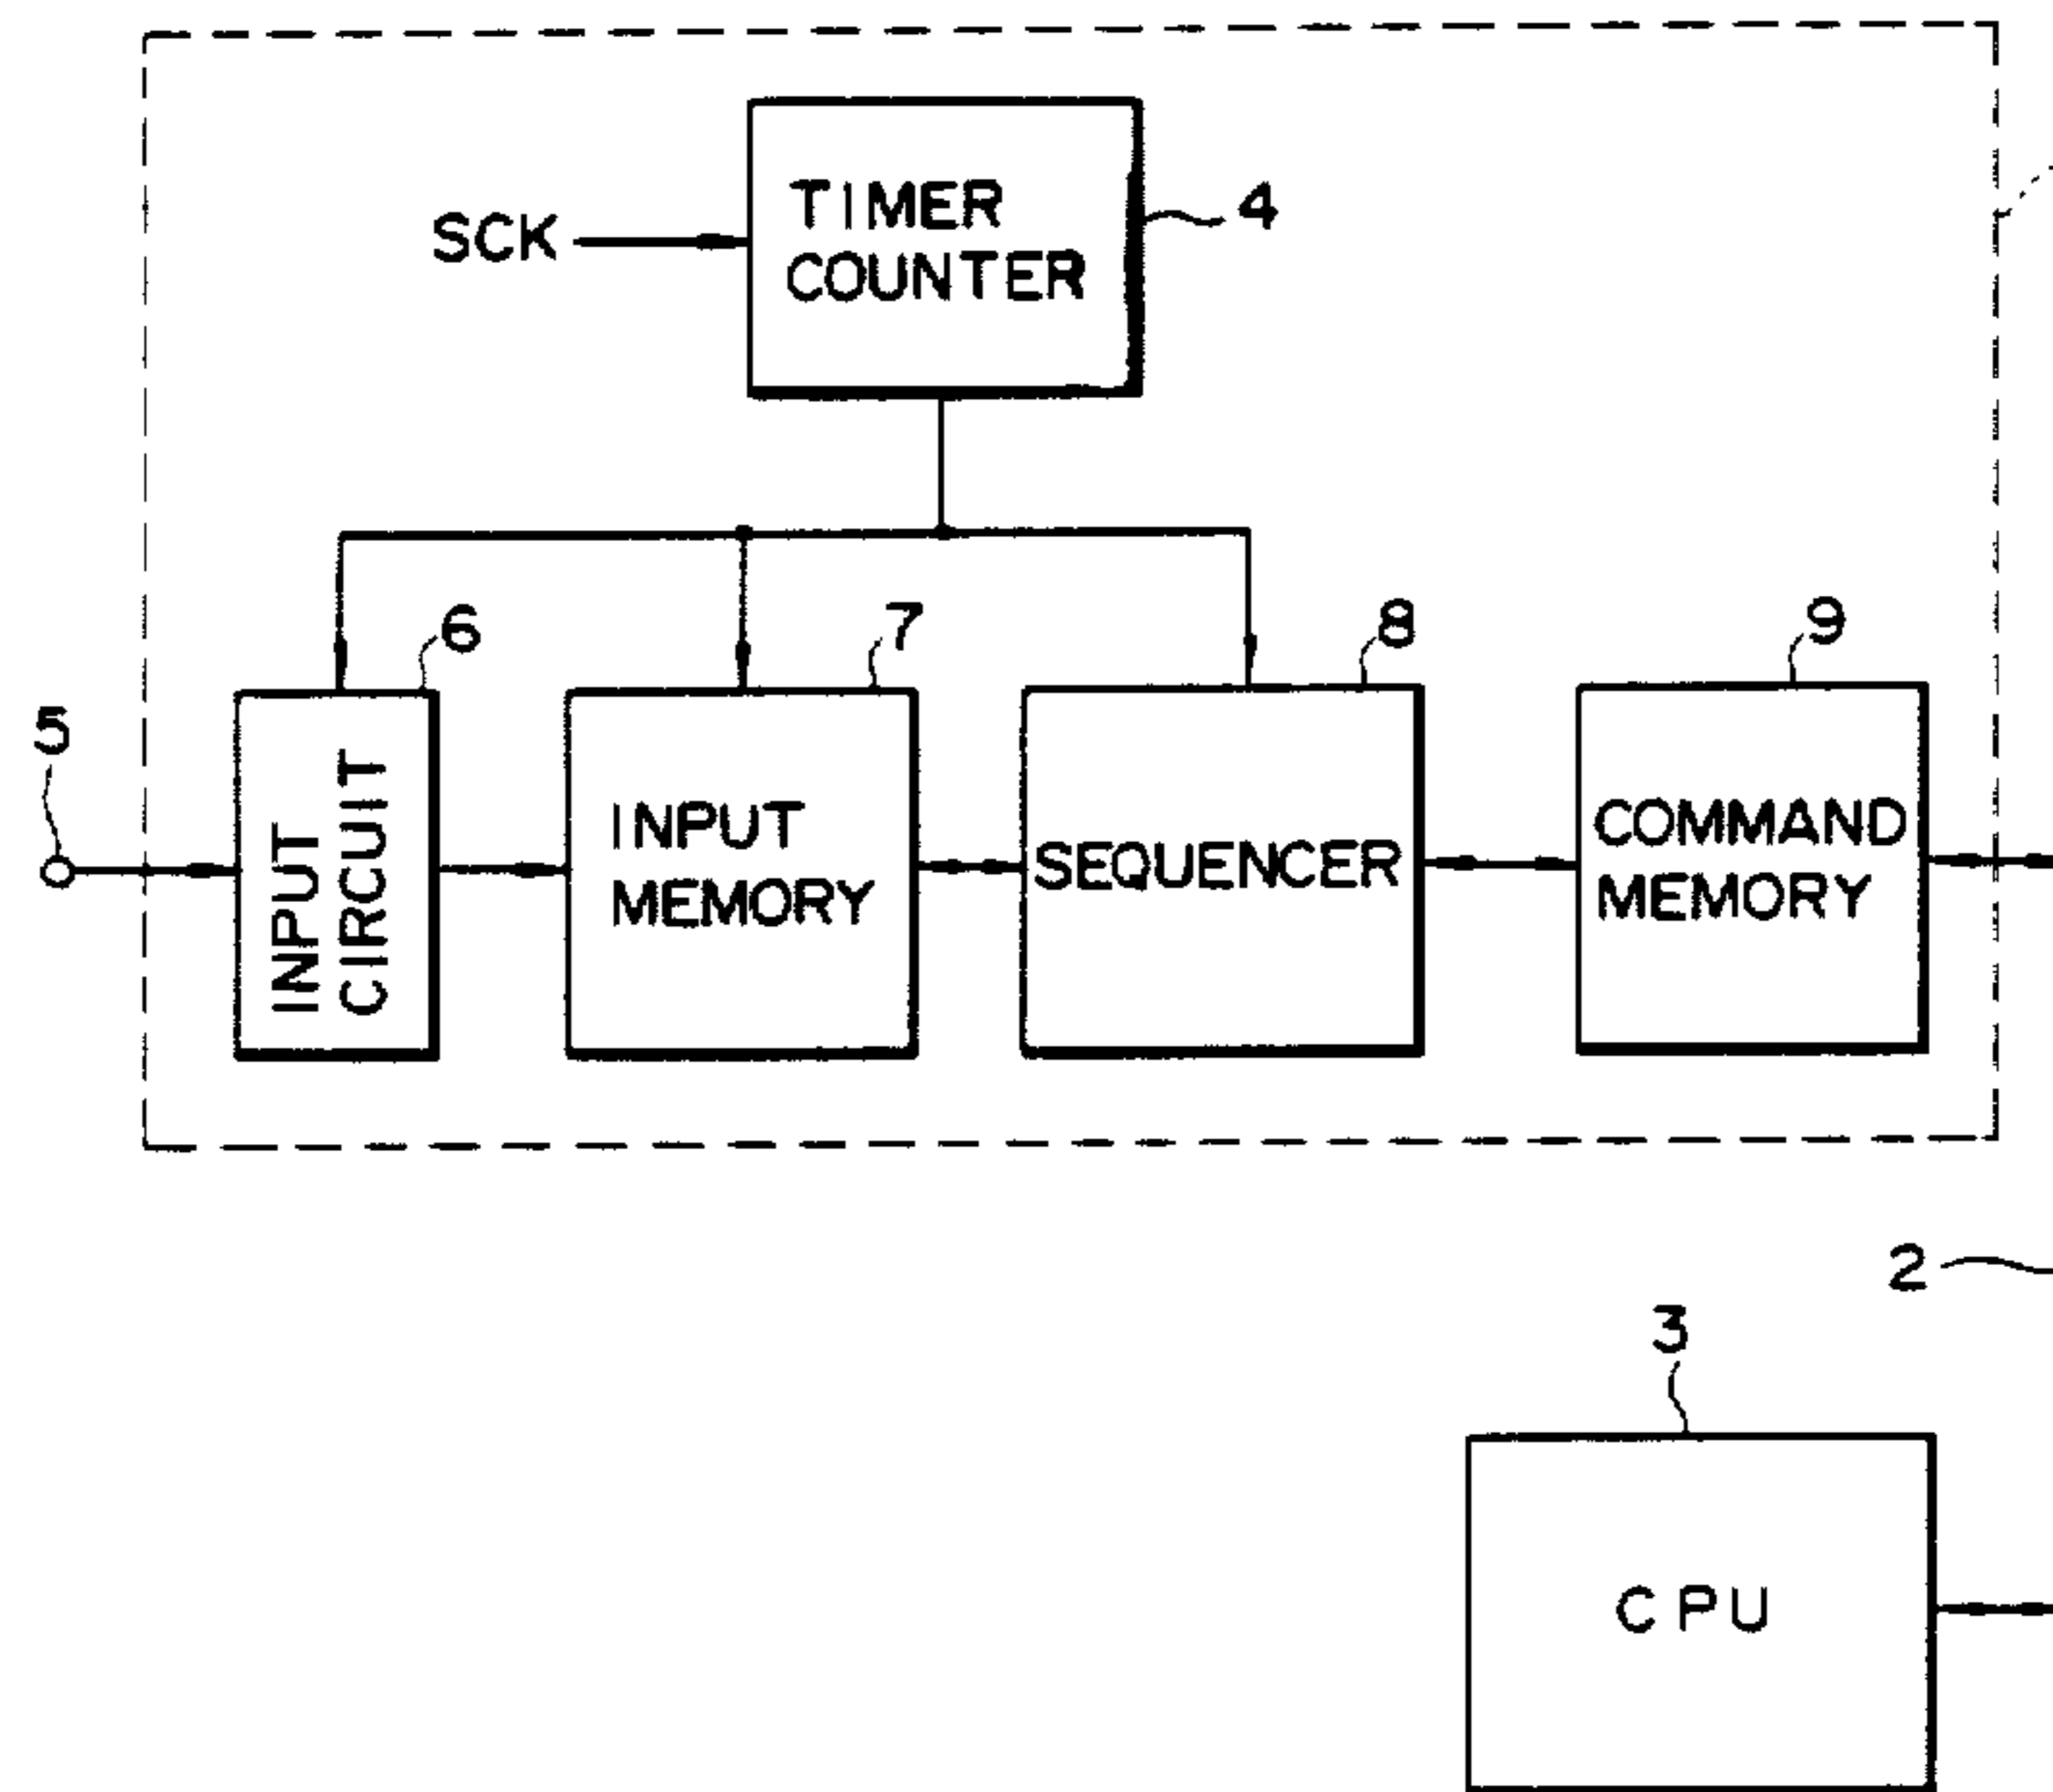 TIMER
COUNTER
4
SCK
6
7
8
9
5
INPUT
CIRCUIT
INPUT
MEMORY
SEQUENCER
COMMAND
MEMORY
2
3
CPU